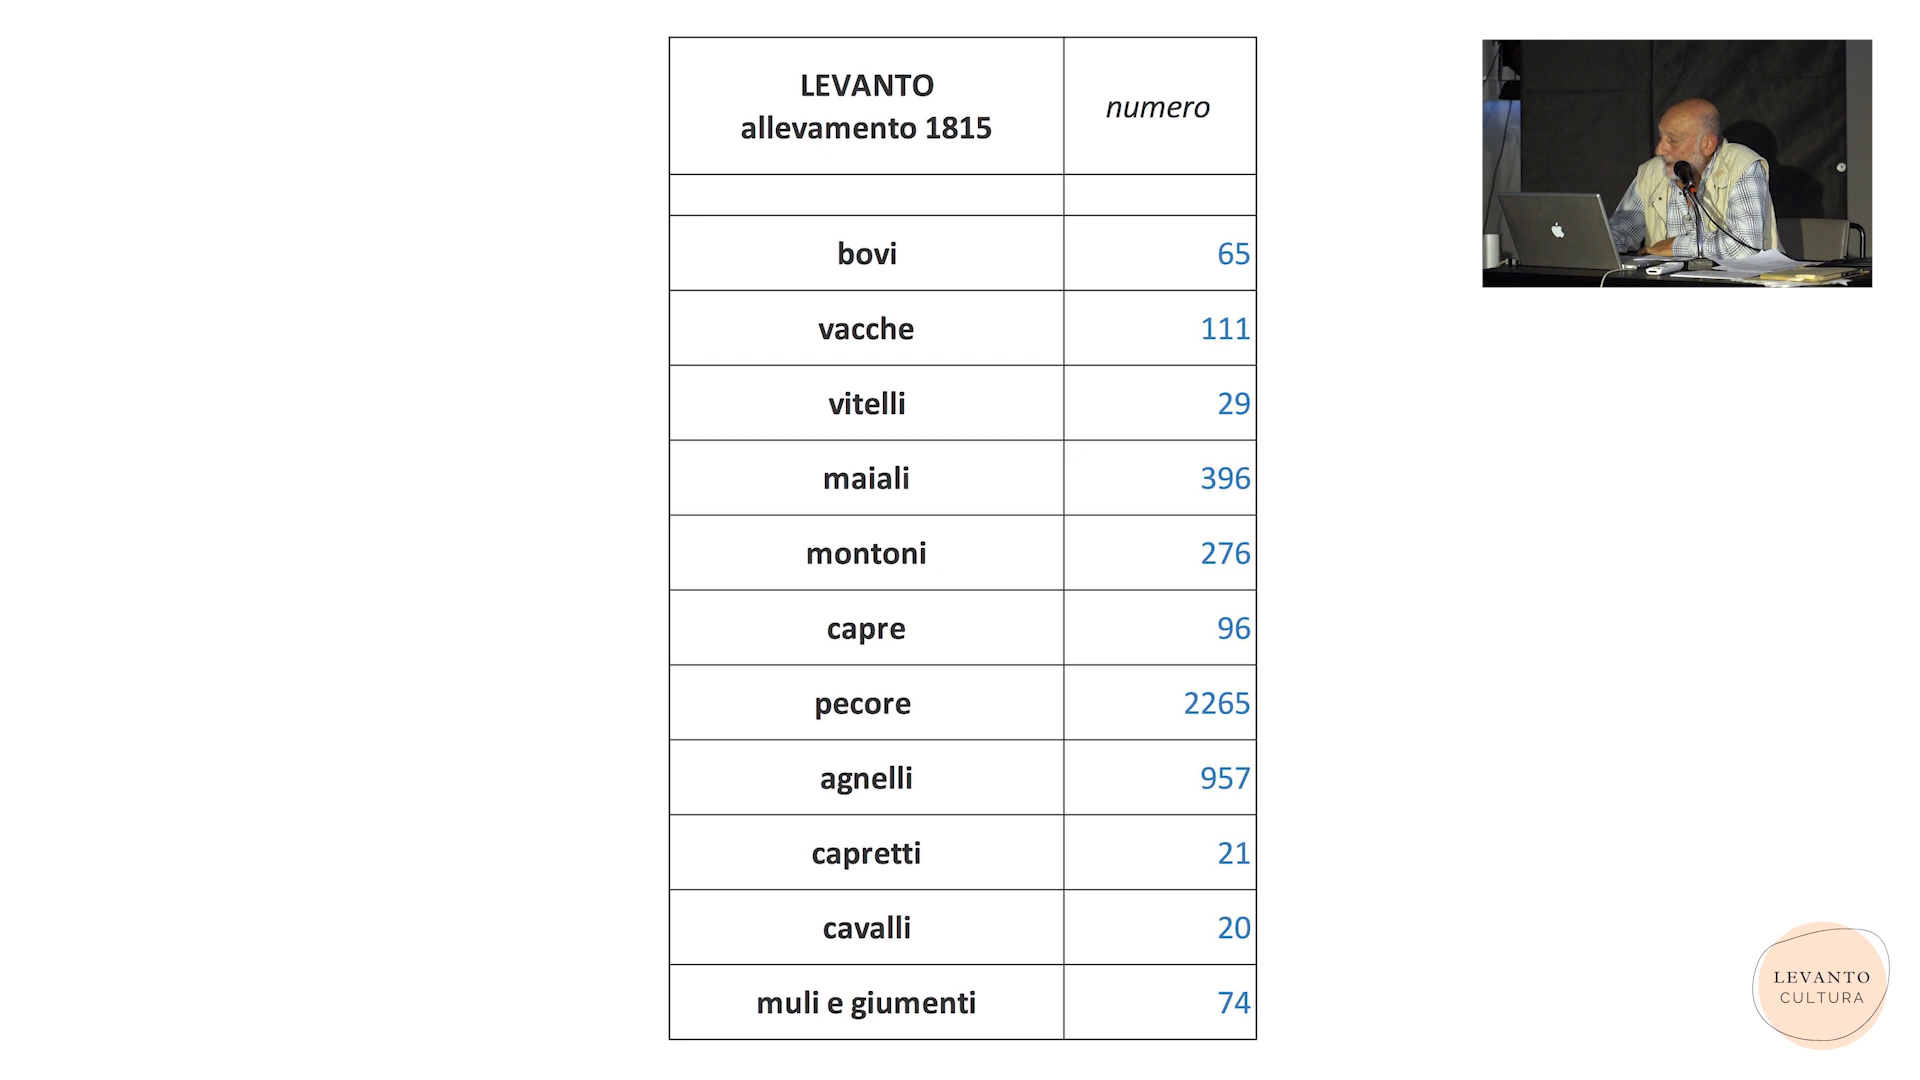 LEVANTO
allevamento 1815
numero
bovi 65
vacche 111
vitelli 29
maiali 396
montoni 276
capre 96
pecore 2265
agnelli 957
capretti 21
cavalli 20
muli e giumenti 74
LEVANTO
CULTURA